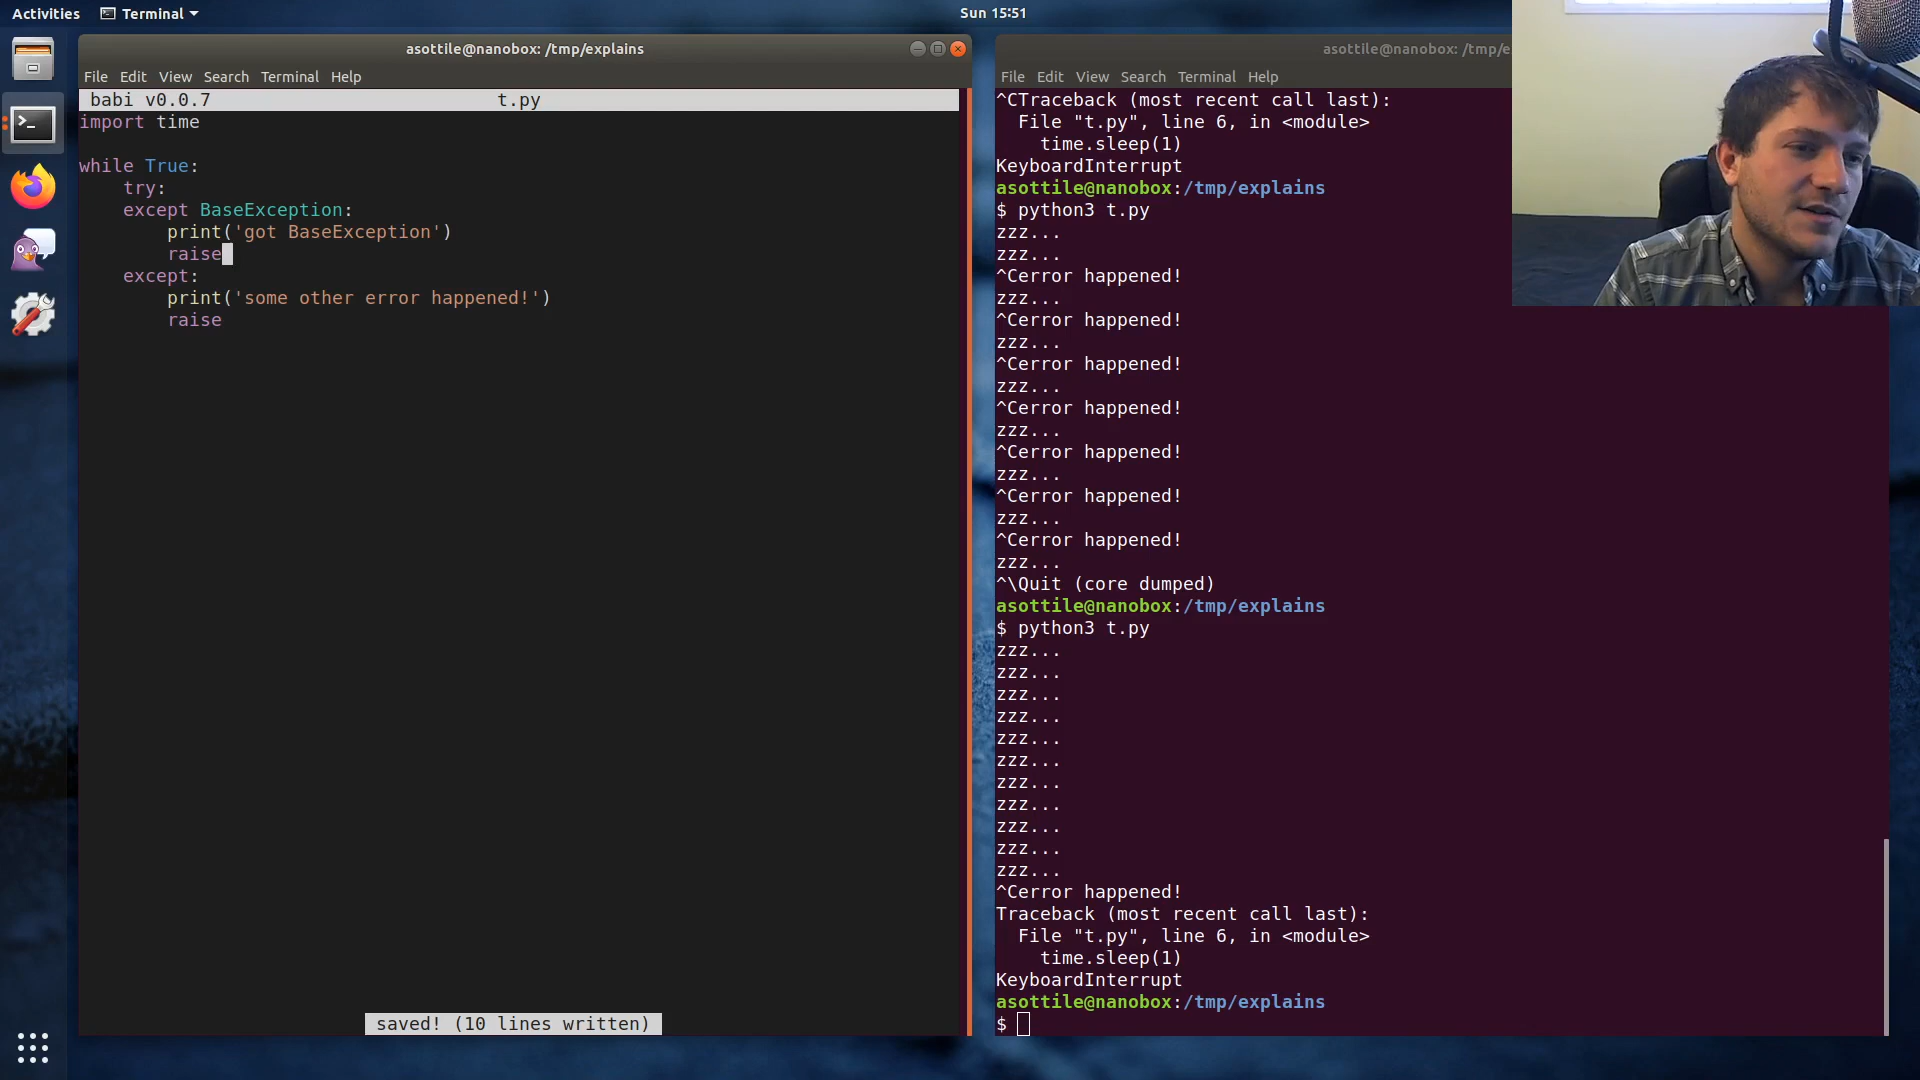 Activities
Terminal
Sun 15:51
asottile@nanobox: /tmp/explains
File Edit View Search Terminal Help
babi v0.0.7 t.py
import time
while True:
try:
except BaseException:
print('got BaseException')
raise
except:
print('some other error happened!')
raise
saved! (10 lines written)
asottile@nanobox: /tmp/e
File Edit View Search Terminal Help
^CTraceback (most recent call last):
File "t.py", line 6, in <module>
time.sleep(1)
KeyboardInterrupt
asottile@nanobox:/tmp/explains
$ python3 t.py
zzz...
zzz...
^Cerror happened!
zzz...
^Cerror happened!
zzz...
^Cerror happened!
zzz...
^Cerror happened!
zzz...
^Cerror happened!
zzz...
^Cerror happened!
zzz...
^Cerror happened!
zzz...
^\Quit (core dumped)
asottile@nanobox:/tmp/explains
$ python3 t.py
zzz...
zzz...
zzz...
zzz...
zzz...
zzz...
zzz...
zzz...
zzz...
zzz...
zzz...
^Cerror happened!
Traceback (most recent call last):
File "t.py", line 6, in <module>
time.sleep(1)
KeyboardInterrupt
asottile@nanobox:/tmp/explains
$